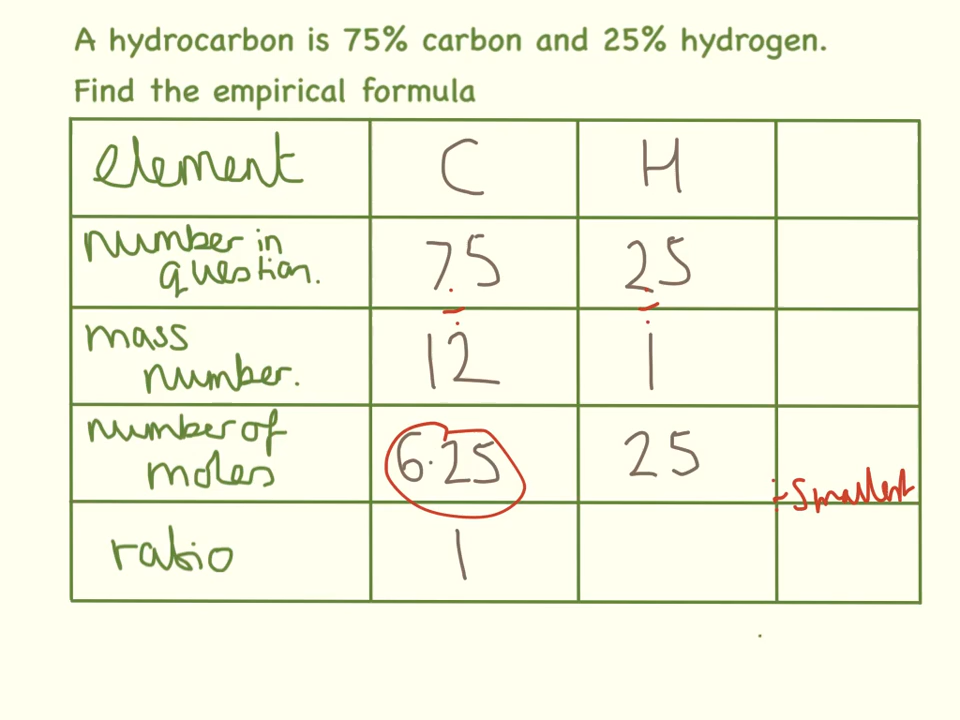 A hydrocarbon is 75% carbon and 25% hydrogen.
Find the empirical formula
element C H
number in question. 75 25
÷ ÷
mass number. 12 1
number of moles 6.25 25
÷ smallest
ratio 1